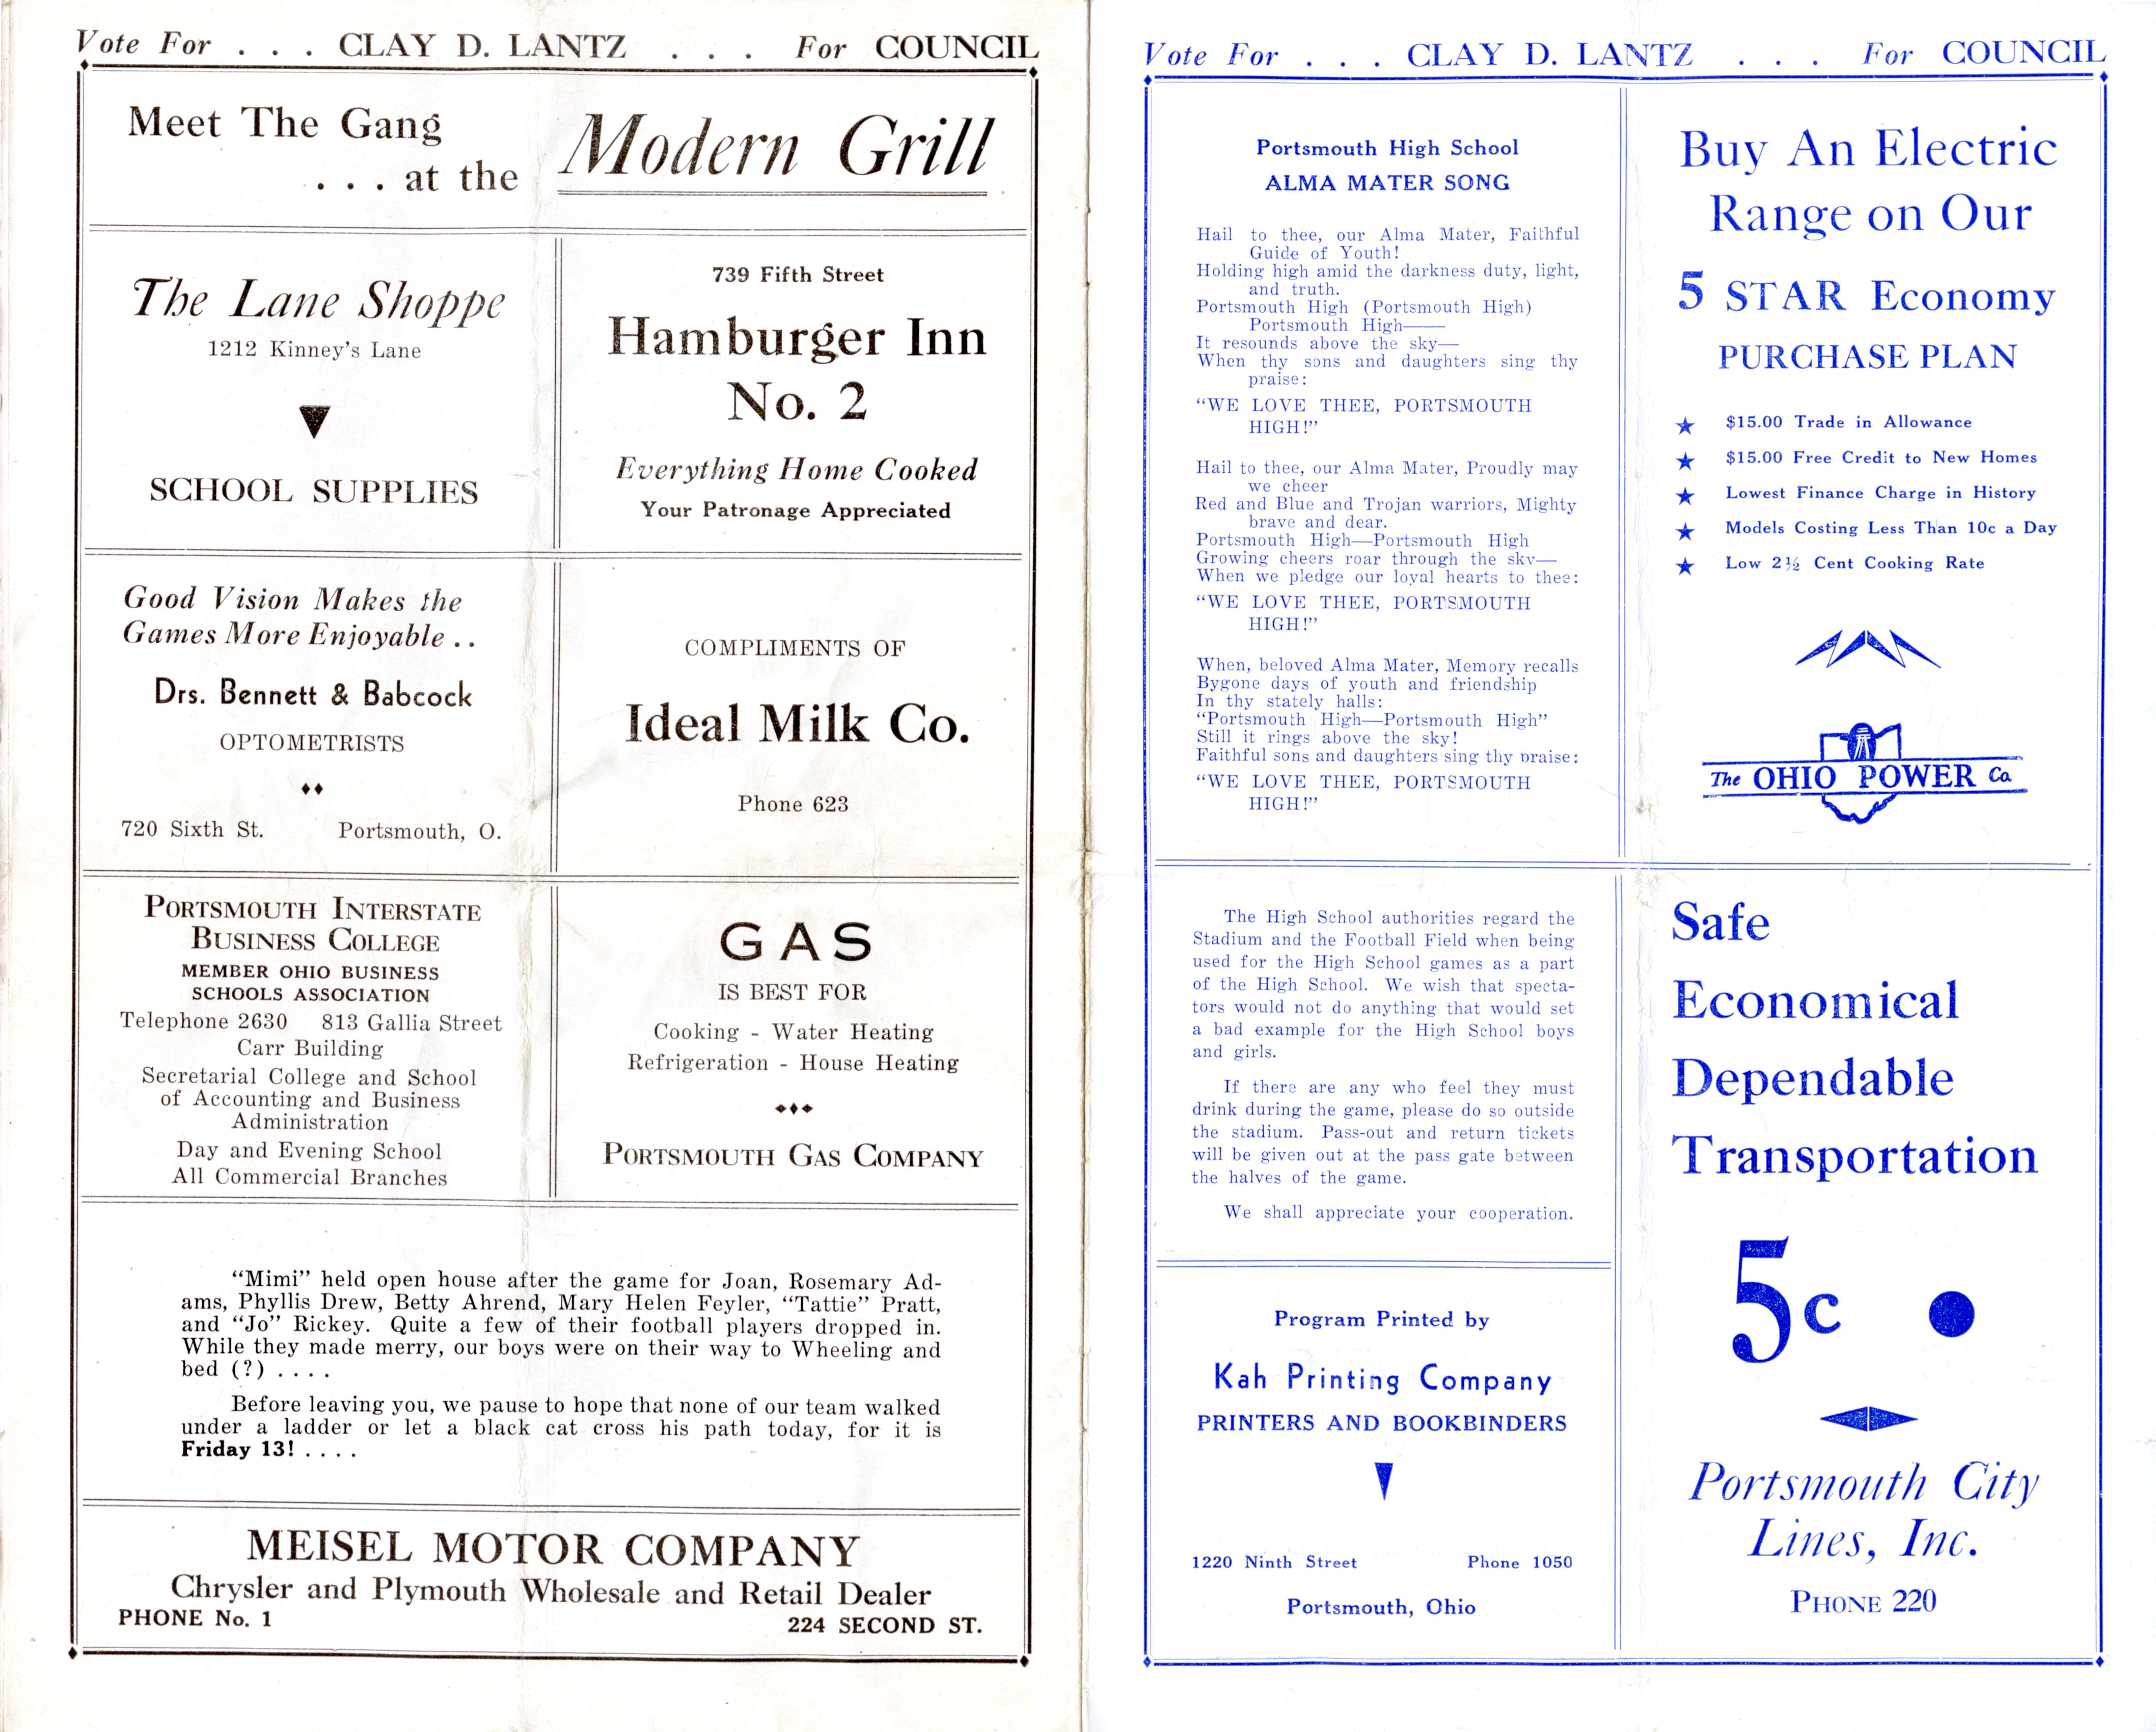 Vote For . . . CLAY D. LANTZ . . . For COUNCIL
Meet The Gang
. . . at the
Modern Grill
The Lane Shoppe
1212 Kinney's Lane
SCHOOL SUPPLIES
739 Fifth Street
Hamburger Inn
No. 2
Everything Home Cooked
Your Patronage Appreciated
Good Vision Makes the
Games More Enjoyable . .
Drs. Bennett & Babcock
OPTOMETRISTS
720 Sixth St. Portsmouth, O.
COMPLIMENTS OF
Ideal Milk Co.
Phone 623
PORTSMOUTH INTERSTATE
BUSINESS COLLEGE
MEMBER OHIO BUSINESS
SCHOOLS ASSOCIATION
Telephone 2630 813 Gallia Street
Carr Building
Secretarial College and School
of Accounting and Business
Administration
Day and Evening School
All Commercial Branches
GAS
IS BEST FOR
Cooking - Water Heating
Refrigeration - House Heating
PORTSMOUTH GAS COMPANY
"Mimi" held open house after the game for Joan, Rosemary Ad-
ams, Phyllis Drew, Betty Ahrend, Mary Helen Feyler, "Tattie" Pratt,
and "Jo" Rickey. Quite a few of their football players dropped in.
While they made merry, our boys were on their way to Wheeling and
bed (?) . . . .
Before leaving you, we pause to hope that none of our team walked
under a ladder or let a black cat cross his path today, for it is
Friday 13! . . . .
MEISEL MOTOR COMPANY
Chrysler and Plymouth Wholesale and Retail Dealer
PHONE No. 1 224 SECOND ST.
Vote For . . . CLAY D. LANTZ . . . For COUNCIL
Portsmouth High School
ALMA MATER SONG
Hail to thee, our Alma Mater, Faithful
Guide of Youth!
Holding high amid the darkness duty, light,
and truth.
Portsmouth High (Portsmouth High)
Portsmouth High——
It resounds above the sky—
When thy sons and daughters sing thy
praise:
"WE LOVE THEE, PORTSMOUTH
HIGH!"
Hail to thee, our Alma Mater, Proudly may
we cheer
Red and Blue and Trojan warriors, Mighty
brave and dear.
Portsmouth High—Portsmouth High
Growing cheers roar through the sky—
When we pledge our loyal hearts to thee:
"WE LOVE THEE, PORTSMOUTH
HIGH!"
When, beloved Alma Mater, Memory recalls
Bygone days of youth and friendship
In thy stately halls:
"Portsmouth High—Portsmouth High"
Still it rings above the sky!
Faithful sons and daughters sing thy praise:
"WE LOVE THEE, PORTSMOUTH
HIGH!"
Buy An Electric
Range on Our
5 STAR Economy
PURCHASE PLAN
★ $15.00 Trade in Allowance
★ $15.00 Free Credit to New Homes
★ Lowest Finance Charge in History
★ Models Costing Less Than 10c a Day
★ Low 2½ Cent Cooking Rate
The OHIO POWER Co.
The High School authorities regard the
Stadium and the Football Field when being
used for the High School games as a part
of the High School. We wish that specta-
tors would not do anything that would set
a bad example for the High School boys
and girls.
If there are any who feel they must
drink during the game, please do so outside
the stadium. Pass-out and return tickets
will be given out at the pass gate between
the halves of the game.
We shall appreciate your cooperation.
Program Printed by
Kah Printing Company
PRINTERS AND BOOKBINDERS
1220 Ninth Street Phone 1050
Portsmouth, Ohio
Safe
Economical
Dependable
Transportation
5c
Portsmouth City
Lines, Inc.
PHONE 220